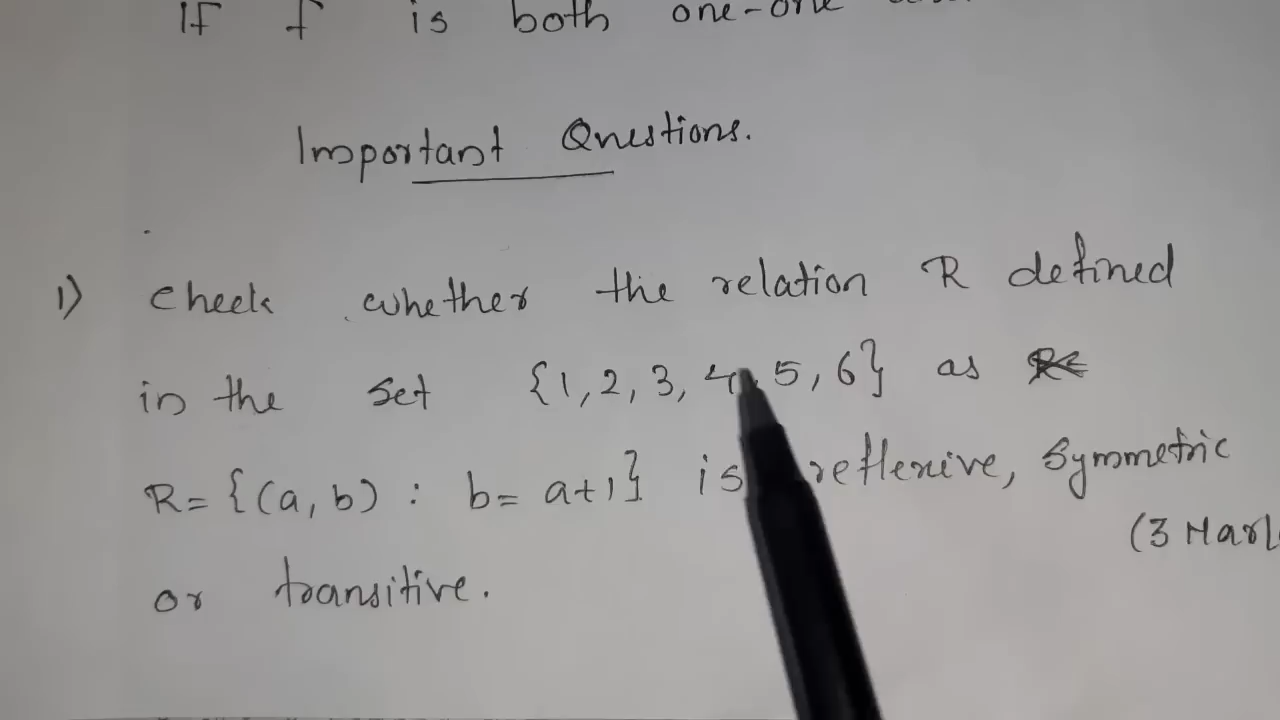 If f is both one-one
Important Questions.
1) Check whether the relation R defined
in the set {1, 2, 3, 4, 5, 6} as
R = {(a, b) : b = a+1} is reflexive, Symmetric
(3 Mark
or transitive.